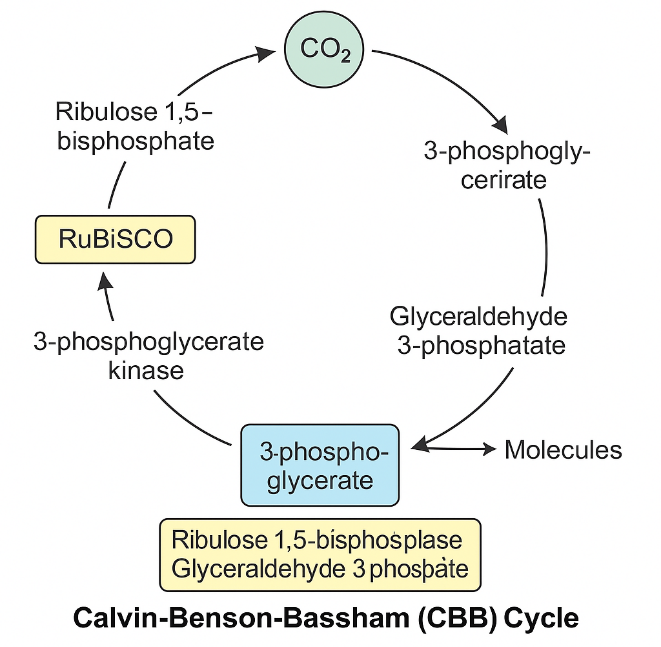 CO₂
Ribulose 1,5-
bisphosphate
3-phosphogly-
cerirate
RuBiSCO
Glyceraldehyde
3-phosphatate
3-phosphoglycerate
kinase
3-phospho-
glycerate
Molecules
Ribulose 1,5-bisphosplase
Glyceraldehyde 3 phosphate
Calvin-Benson-Bassham (CBB) Cycle